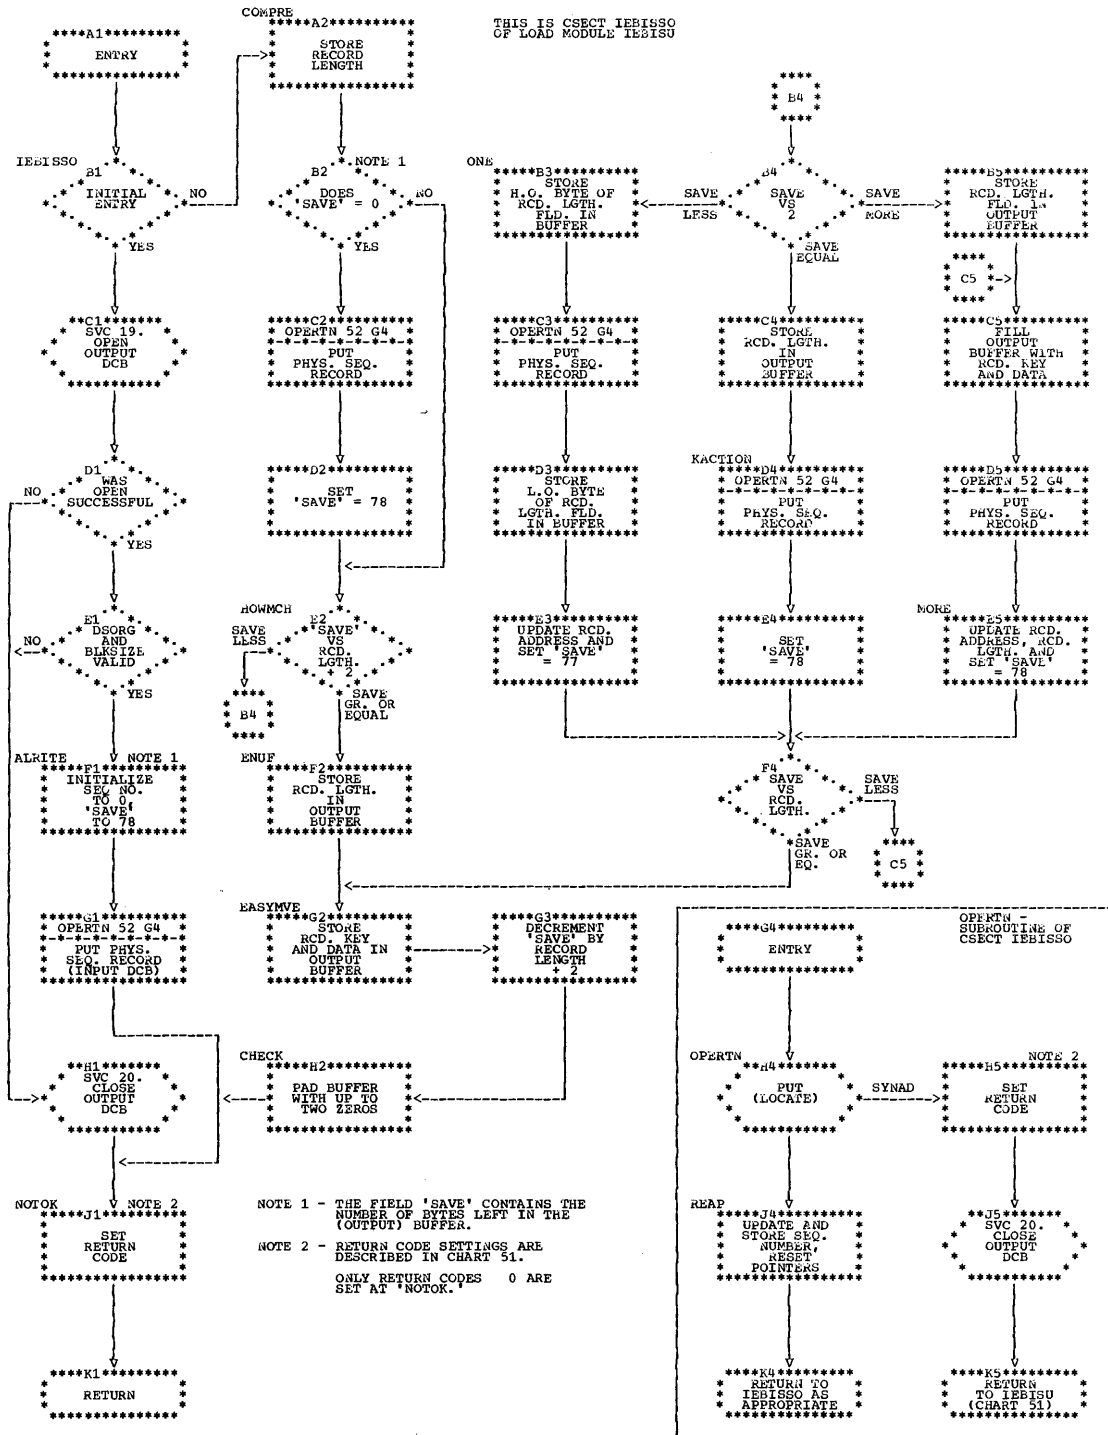 THIS IS CSECT IEBISSO
OF LOAD MODULE IEBISU
A1
ENTRY
COMPRE
A2
STORE
RECORD
LENGTH
B4
IEBISSO
B1
INITIAL
ENTRY
NO
YES
B2
NOTE 1
DOES
'SAVE' = 0
NO
YES
ONE
B3
STORE
H.O. BYTE OF
RCD. LGTH.
FLD. IN
BUFFER
B4
SAVE
VS
2
SAVE
LESS
SAVE
MORE
SAVE
EQUAL
B5
STORE
RCD. LGTH.
FLD. IN
OUTPUT
BUFFER
C5
C1
SVC 19.
OPEN
OUTPUT
DCB
C2
OPERTN 52 G4
PUT
PHYS. SEQ.
RECORD
C3
OPERTN 52 G4
PUT
PHYS. SEQ.
RECORD
C4
STORE
RCD. LGTH.
IN
OUTPUT
BUFFER
C5
FILL
OUTPUT
BUFFER WITH
RCD. KEY
AND DATA
D1
WAS
OPEN
SUCCESSFUL
NO
YES
D2
SET
'SAVE' = 78
D3
STORE
L.O. BYTE
OF RCD.
LGTH. FLD.
IN BUFFER
KACTION
D4
OPERTN 52 G4
PUT
PHYS. SEQ.
RECORD
D5
OPERTN 52 G4
PUT
PHYS. SEQ.
RECORD
E1
DSORG
AND
BLKSIZE
VALID
NO
YES
HOWMCH
E2
'SAVE'
VS
RCD.
LGTH.
+ 2
SAVE
LESS
SAVE
GR. OR
EQUAL
B4
E3
UPDATE RCD.
ADDRESS AND
SET 'SAVE'
= 77
E4
SET
'SAVE'
= 78
MORE
E5
UPDATE RCD.
ADDRESS, RCD.
LGTH. AND
SET 'SAVE'
= 78
ALRITE
NOTE 1
F1
INITIALIZE
SEQ NO.
TO 0,
'SAVE'
TO 78
ENUF
F2
STORE
RCD. LGTH.
IN
OUTPUT
BUFFER
F4
SAVE
VS
RCD.
LGTH.
SAVE
LESS
SAVE
GR. OR
EQ.
C5
G1
OPERTN 52 G4
PUT PHYS.
SEQ. RECORD
(INPUT DCB)
EASYMVE
G2
STORE
RCD. KEY
AND DATA IN
OUTPUT
BUFFER
G3
DECREMENT
'SAVE' BY
RECORD
LENGTH
+ 2
OPERTN -
SUBROUTINE OF
CSECT IEBISSO
G4
ENTRY
H1
SVC 20.
CLOSE
OUTPUT
DCB
CHECK
H2
PAD BUFFER
WITH UP TO
TWO ZEROS
OPERTN
H4
PUT
(LOCATE)
SYNAD
NOTE 2
H5
SET
RETURN
CODE
NOTOK
NOTE 2
J1
SET
RETURN
CODE
NOTE 1 - THE FIELD 'SAVE' CONTAINS THE
NUMBER OF BYTES LEFT IN THE
(OUTPUT) BUFFER.
NOTE 2 - RETURN CODE SETTINGS ARE
DESCRIBED IN CHART 51.
ONLY RETURN CODES 0 ARE
SET AT 'NOTOK.'
REAP
J4
UPDATE AND
STORE SEQ.
NUMBER,
RESET
POINTERS
J5
SVC 20.
CLOSE
OUTPUT
DCB
K1
RETURN
K4
RETURN TO
IEBISSO AS
APPROPRIATE
K5
RETURN
TO IEBISU
(CHART 51)